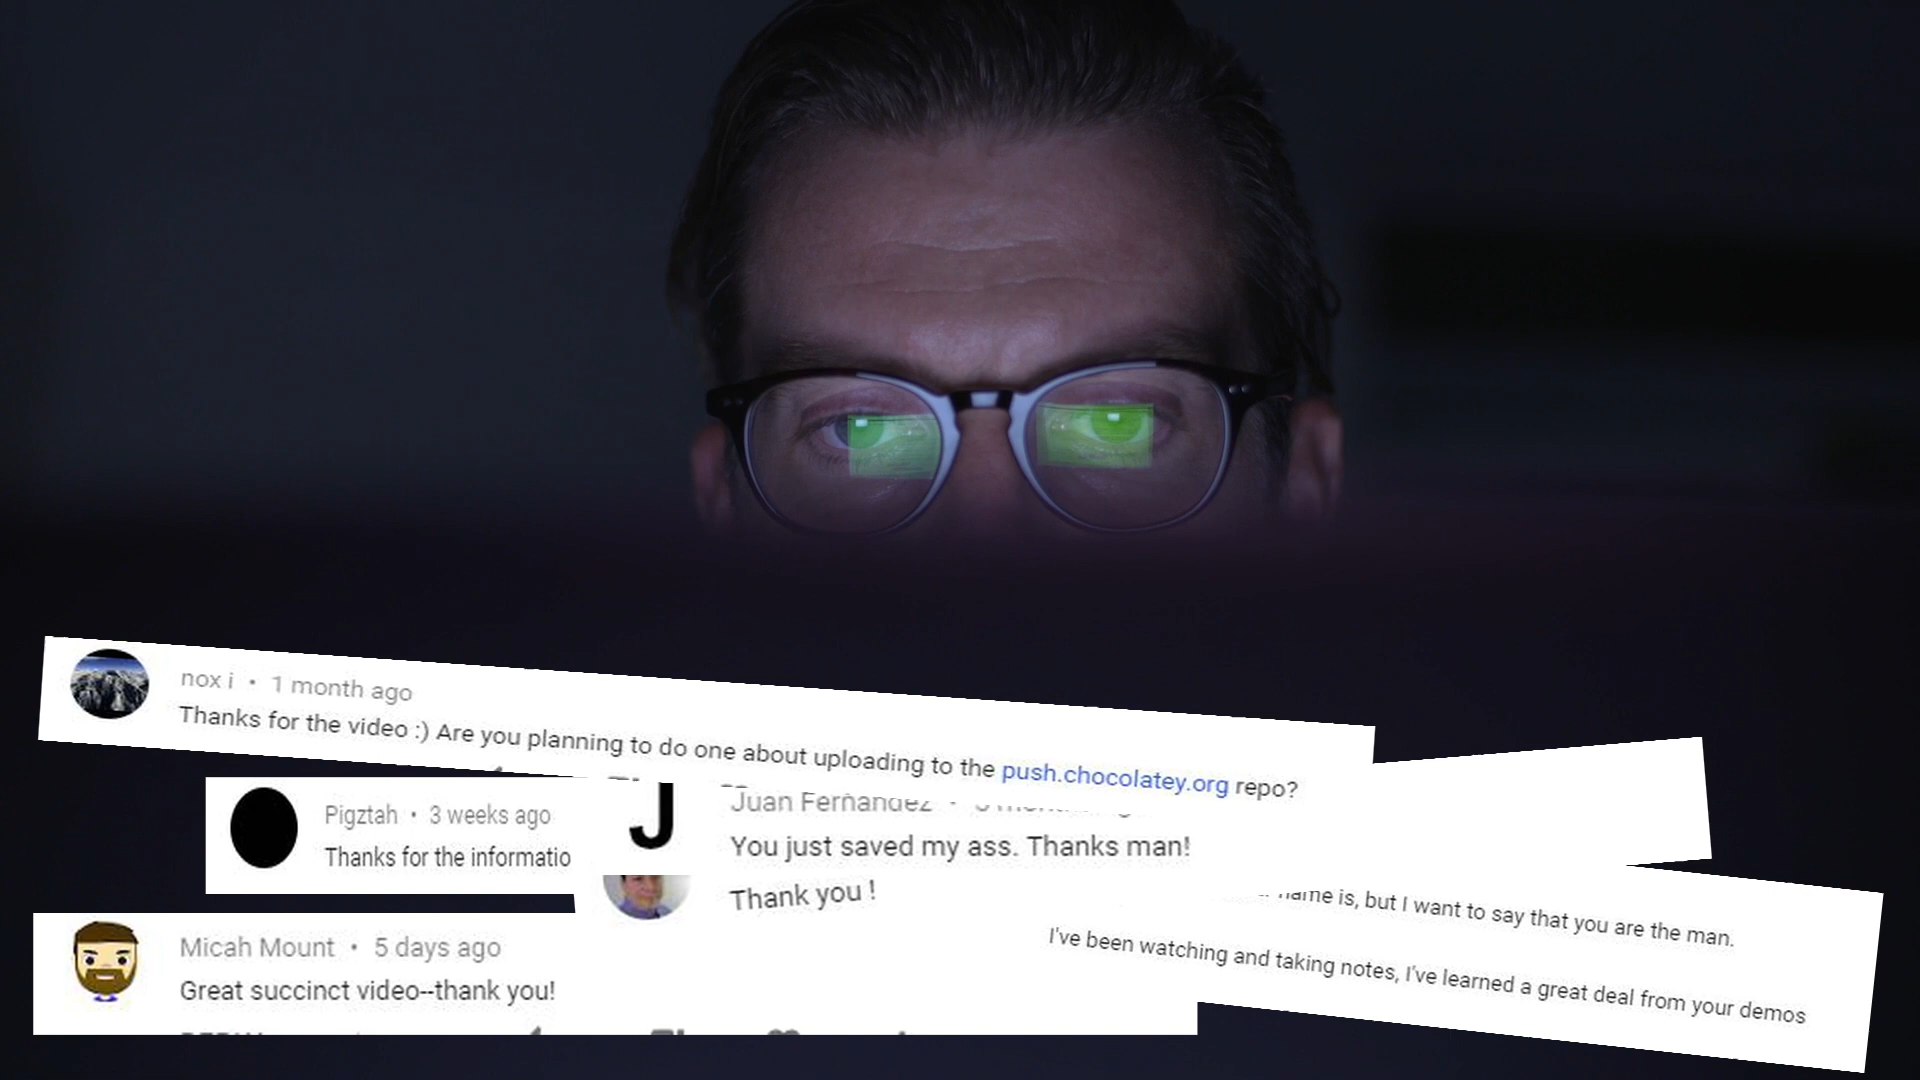 nox i • 1 month ago
Thanks for the video :) Are you planning to do one about uploading to the push.chocolatey.org repo?
Pigztah • 3 weeks ago
Thanks for the informatio
J
Juan Fernandez •
You just saved my ass. Thanks man!
Thank you !
name is, but I want to say that you are the man.
I've been watching and taking notes, I've learned a great deal from your demos
Micah Mount • 5 days ago
Great succinct video--thank you!